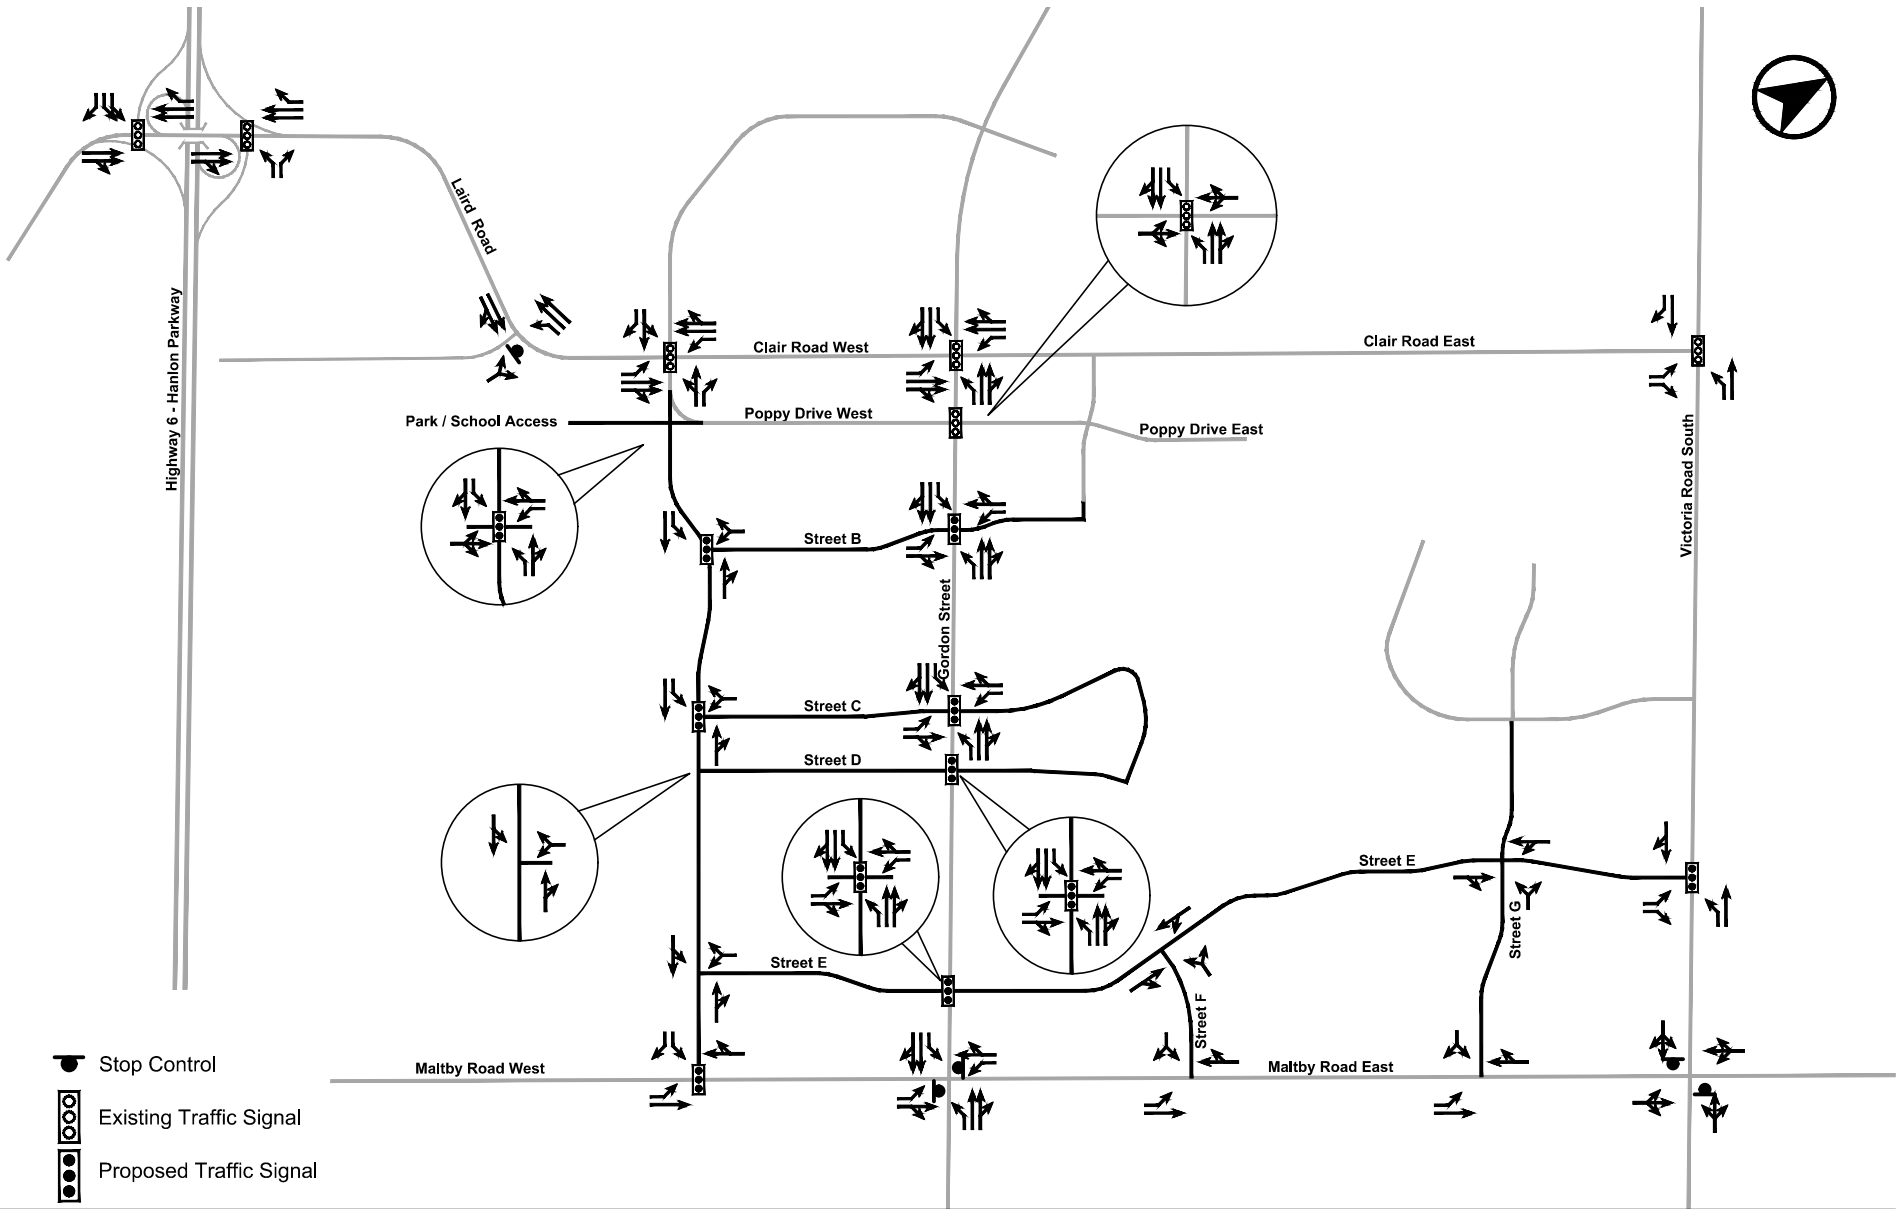 Laird Road
Highway 6 - Hanlon Parkway
Clair Road West
Clair Road East
Park / School Access
Poppy Drive West
Poppy Drive East
Victoria Road South
Street B
Gordon Street
Street C
Street D
Street E
Street G
Street E
Street F
Stop Control
Maltby Road West
Maltby Road East
Existing Traffic Signal
Proposed Traffic Signal